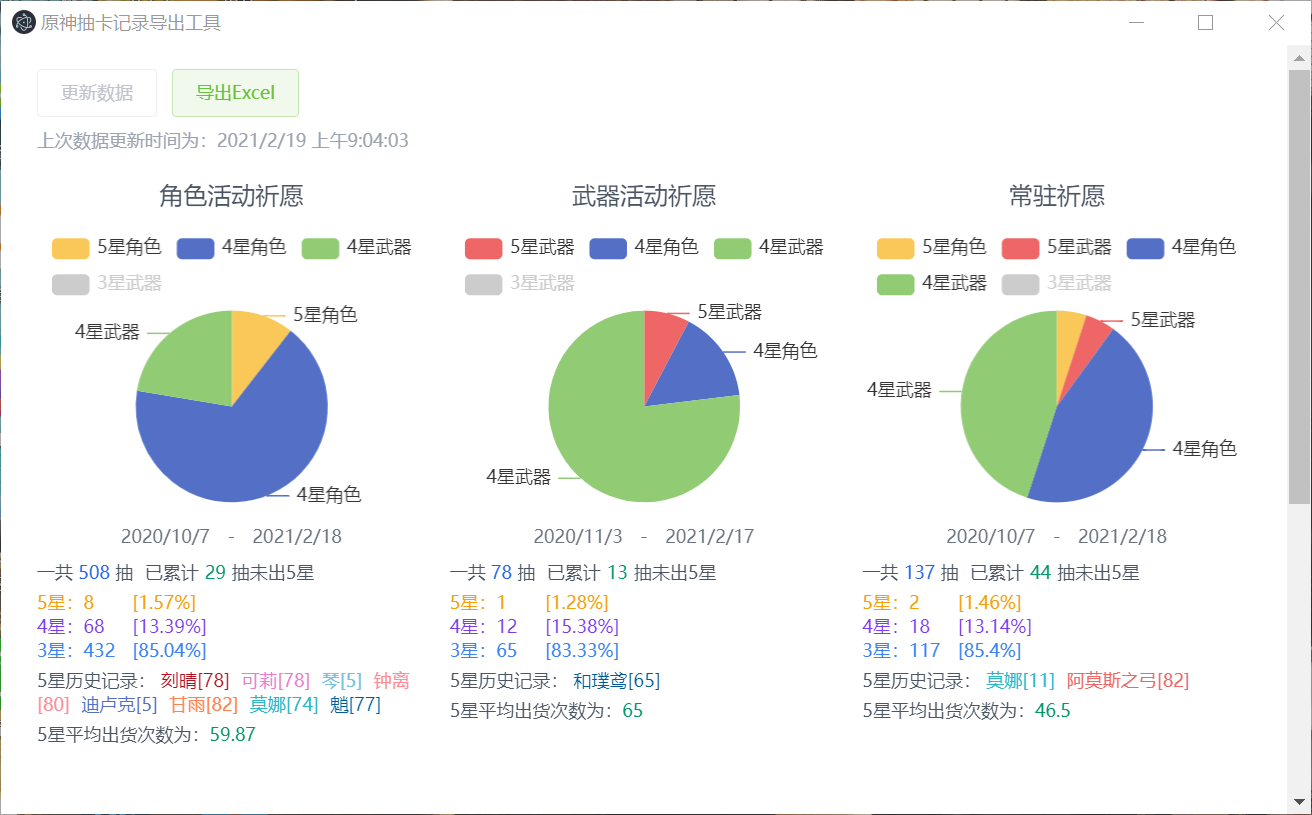 原神抽卡记录导出工具
更新数据 导出Excel
上次数据更新时间为：2021/2/19 上午9:04:03
角色活动祈愿
5星角色 4星角色 4星武器
3星武器
5星角色
4星武器
4星角色
2020/10/7 - 2021/2/18
一共 508 抽 已累计 29 抽未出5星
5星：8 [1.57%]
4星：68 [13.39%]
3星：432 [85.04%]
5星历史记录： 刻晴[78] 可莉[78] 琴[5] 钟离
[80] 迪卢克[5] 甘雨[82] 莫娜[74] 魈[77]
5星平均出货次数为：59.87
武器活动祈愿
5星武器 4星角色 4星武器
3星武器
5星武器
4星角色
4星武器
2020/11/3 - 2021/2/17
一共 78 抽 已累计 13 抽未出5星
5星：1 [1.28%]
4星：12 [15.38%]
3星：65 [83.33%]
5星历史记录： 和璞鸢[65]
5星平均出货次数为：65
常驻祈愿
5星角色 5星武器 4星角色
4星武器 3星武器
5星武器
4星武器
4星角色
2020/10/7 - 2021/2/18
一共 137 抽 已累计 44 抽未出5星
5星：2 [1.46%]
4星：18 [13.14%]
3星：117 [85.4%]
5星历史记录： 莫娜[11] 阿莫斯之弓[82]
5星平均出货次数为：46.5